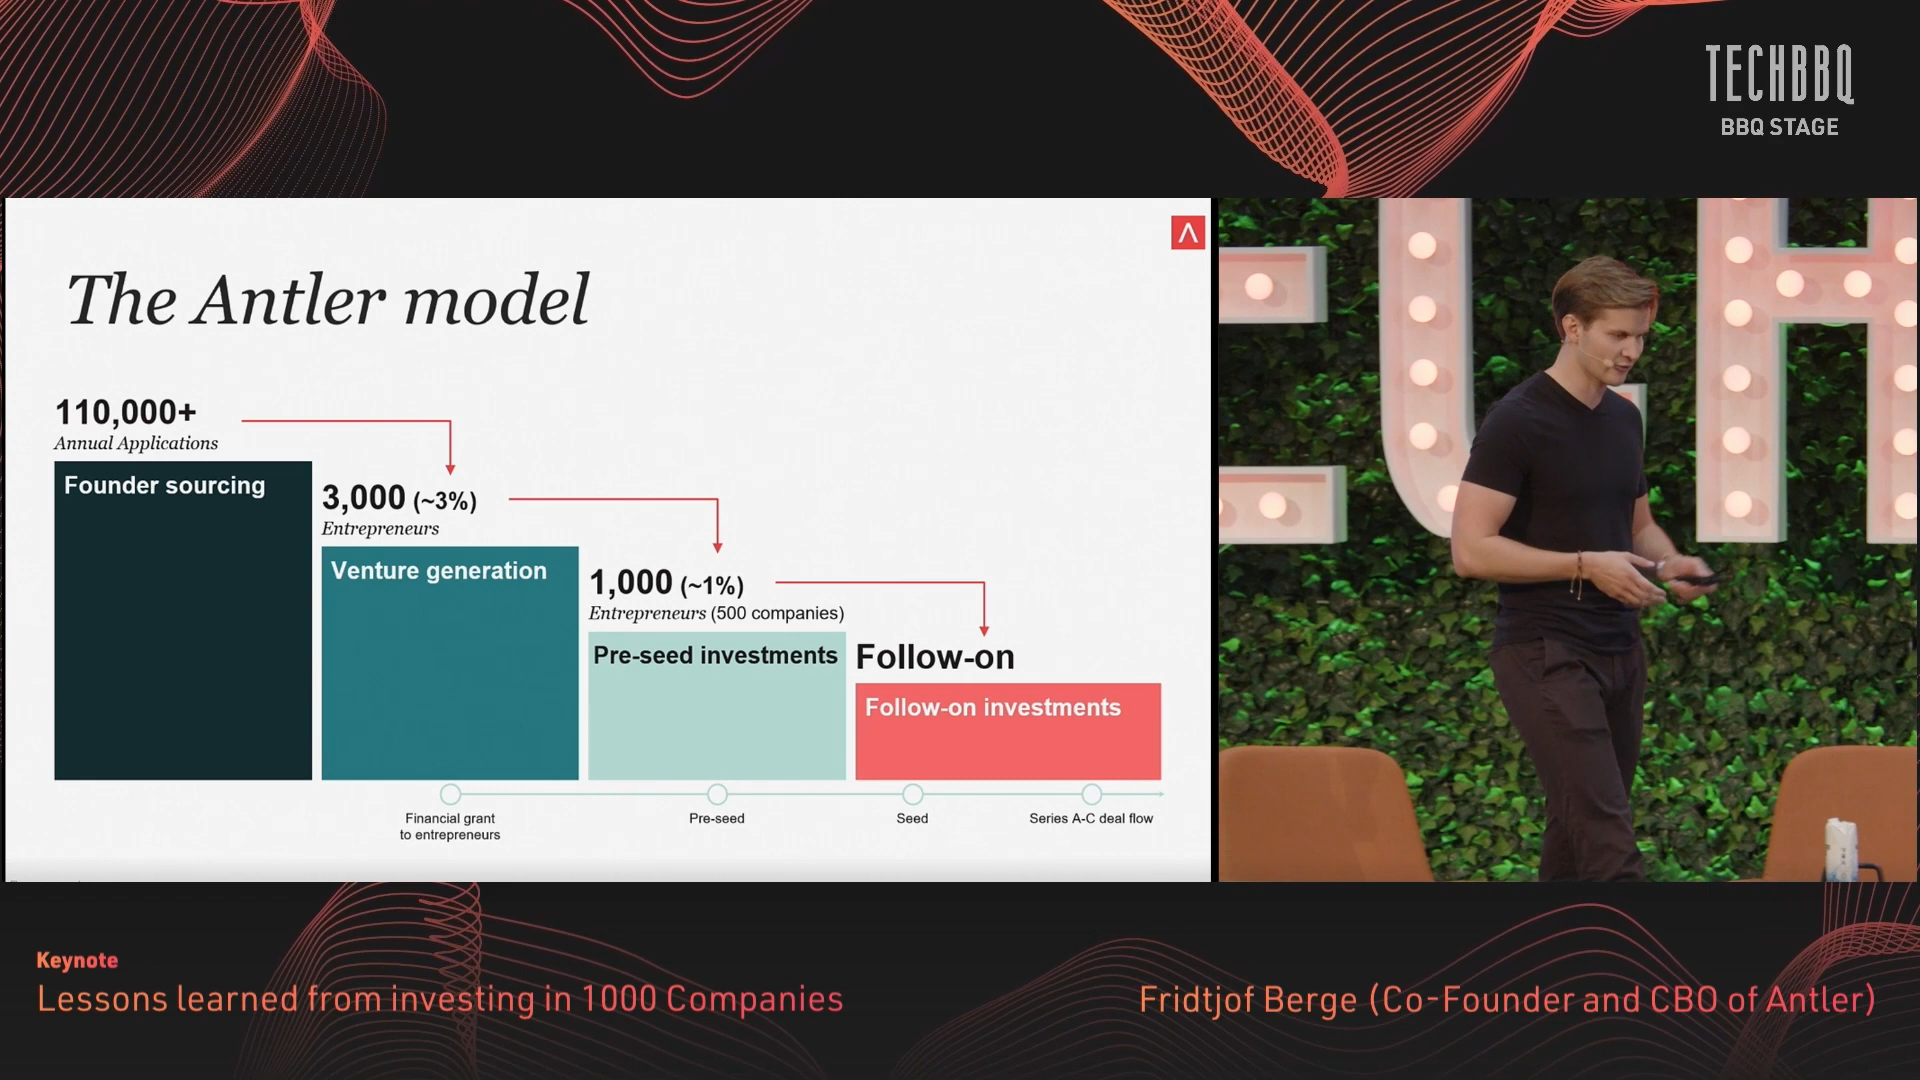 TECHBBQ
BBQ STAGE
The Antler model
110,000+
Annual Applications
Founder sourcing
3,000 (~3%)
Entrepreneurs
Venture generation
1,000 (~1%)
Entrepreneurs (500 companies)
Pre-seed investments
Follow-on
Follow-on investments
Financial grant
to entrepreneurs
Pre-seed
Seed
Series A-C deal flow
Keynote
Lessons learned from investing in 1000 Companies
Fridtjof Berge (Co-Founder and CBO of Antler)